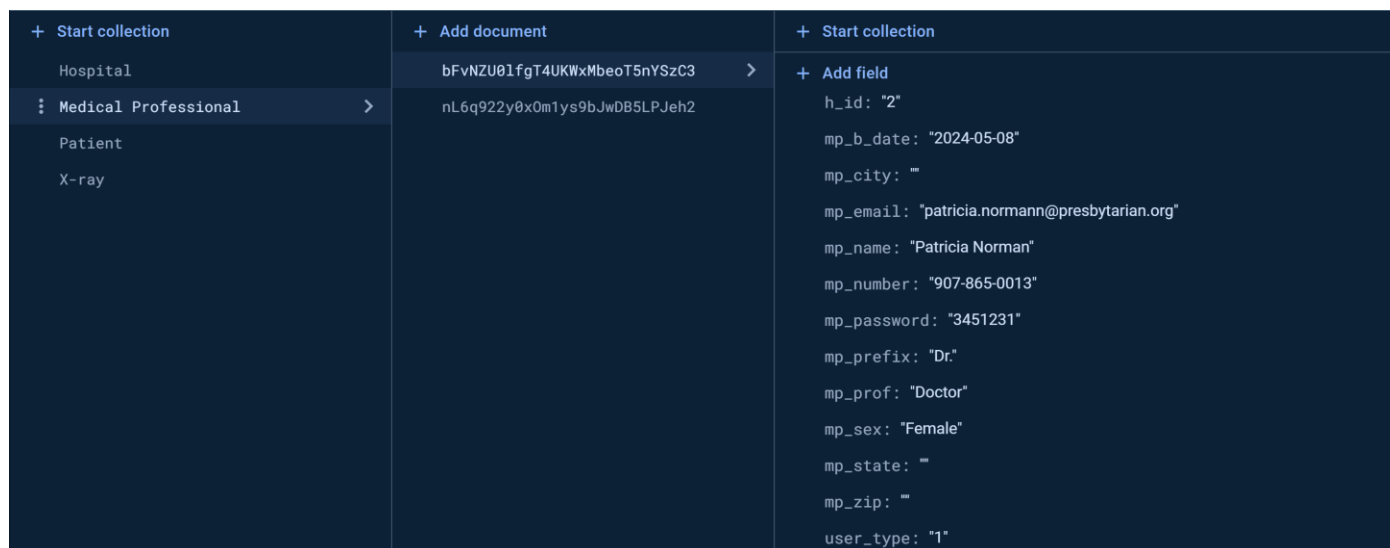 + Start collection
Hospital
Medical Professional
Patient
X-ray
+ Add document
bFvNZU0lfgT4UKWxMbeoT5nYSzC3
nL6q922y0xOm1ys9bJwDB5LPJeh2
+ Start collection
+ Add field
h_id: "2"
mp_b_date: "2024-05-08"
mp_city: ""
mp_email: "patricia.normann@presbytarian.org"
mp_name: "Patricia Norman"
mp_number: "907-865-0013"
mp_password: "3451231"
mp_prefix: "Dr."
mp_prof: "Doctor"
mp_sex: "Female"
mp_state: ""
mp_zip: ""
user_type: "1"